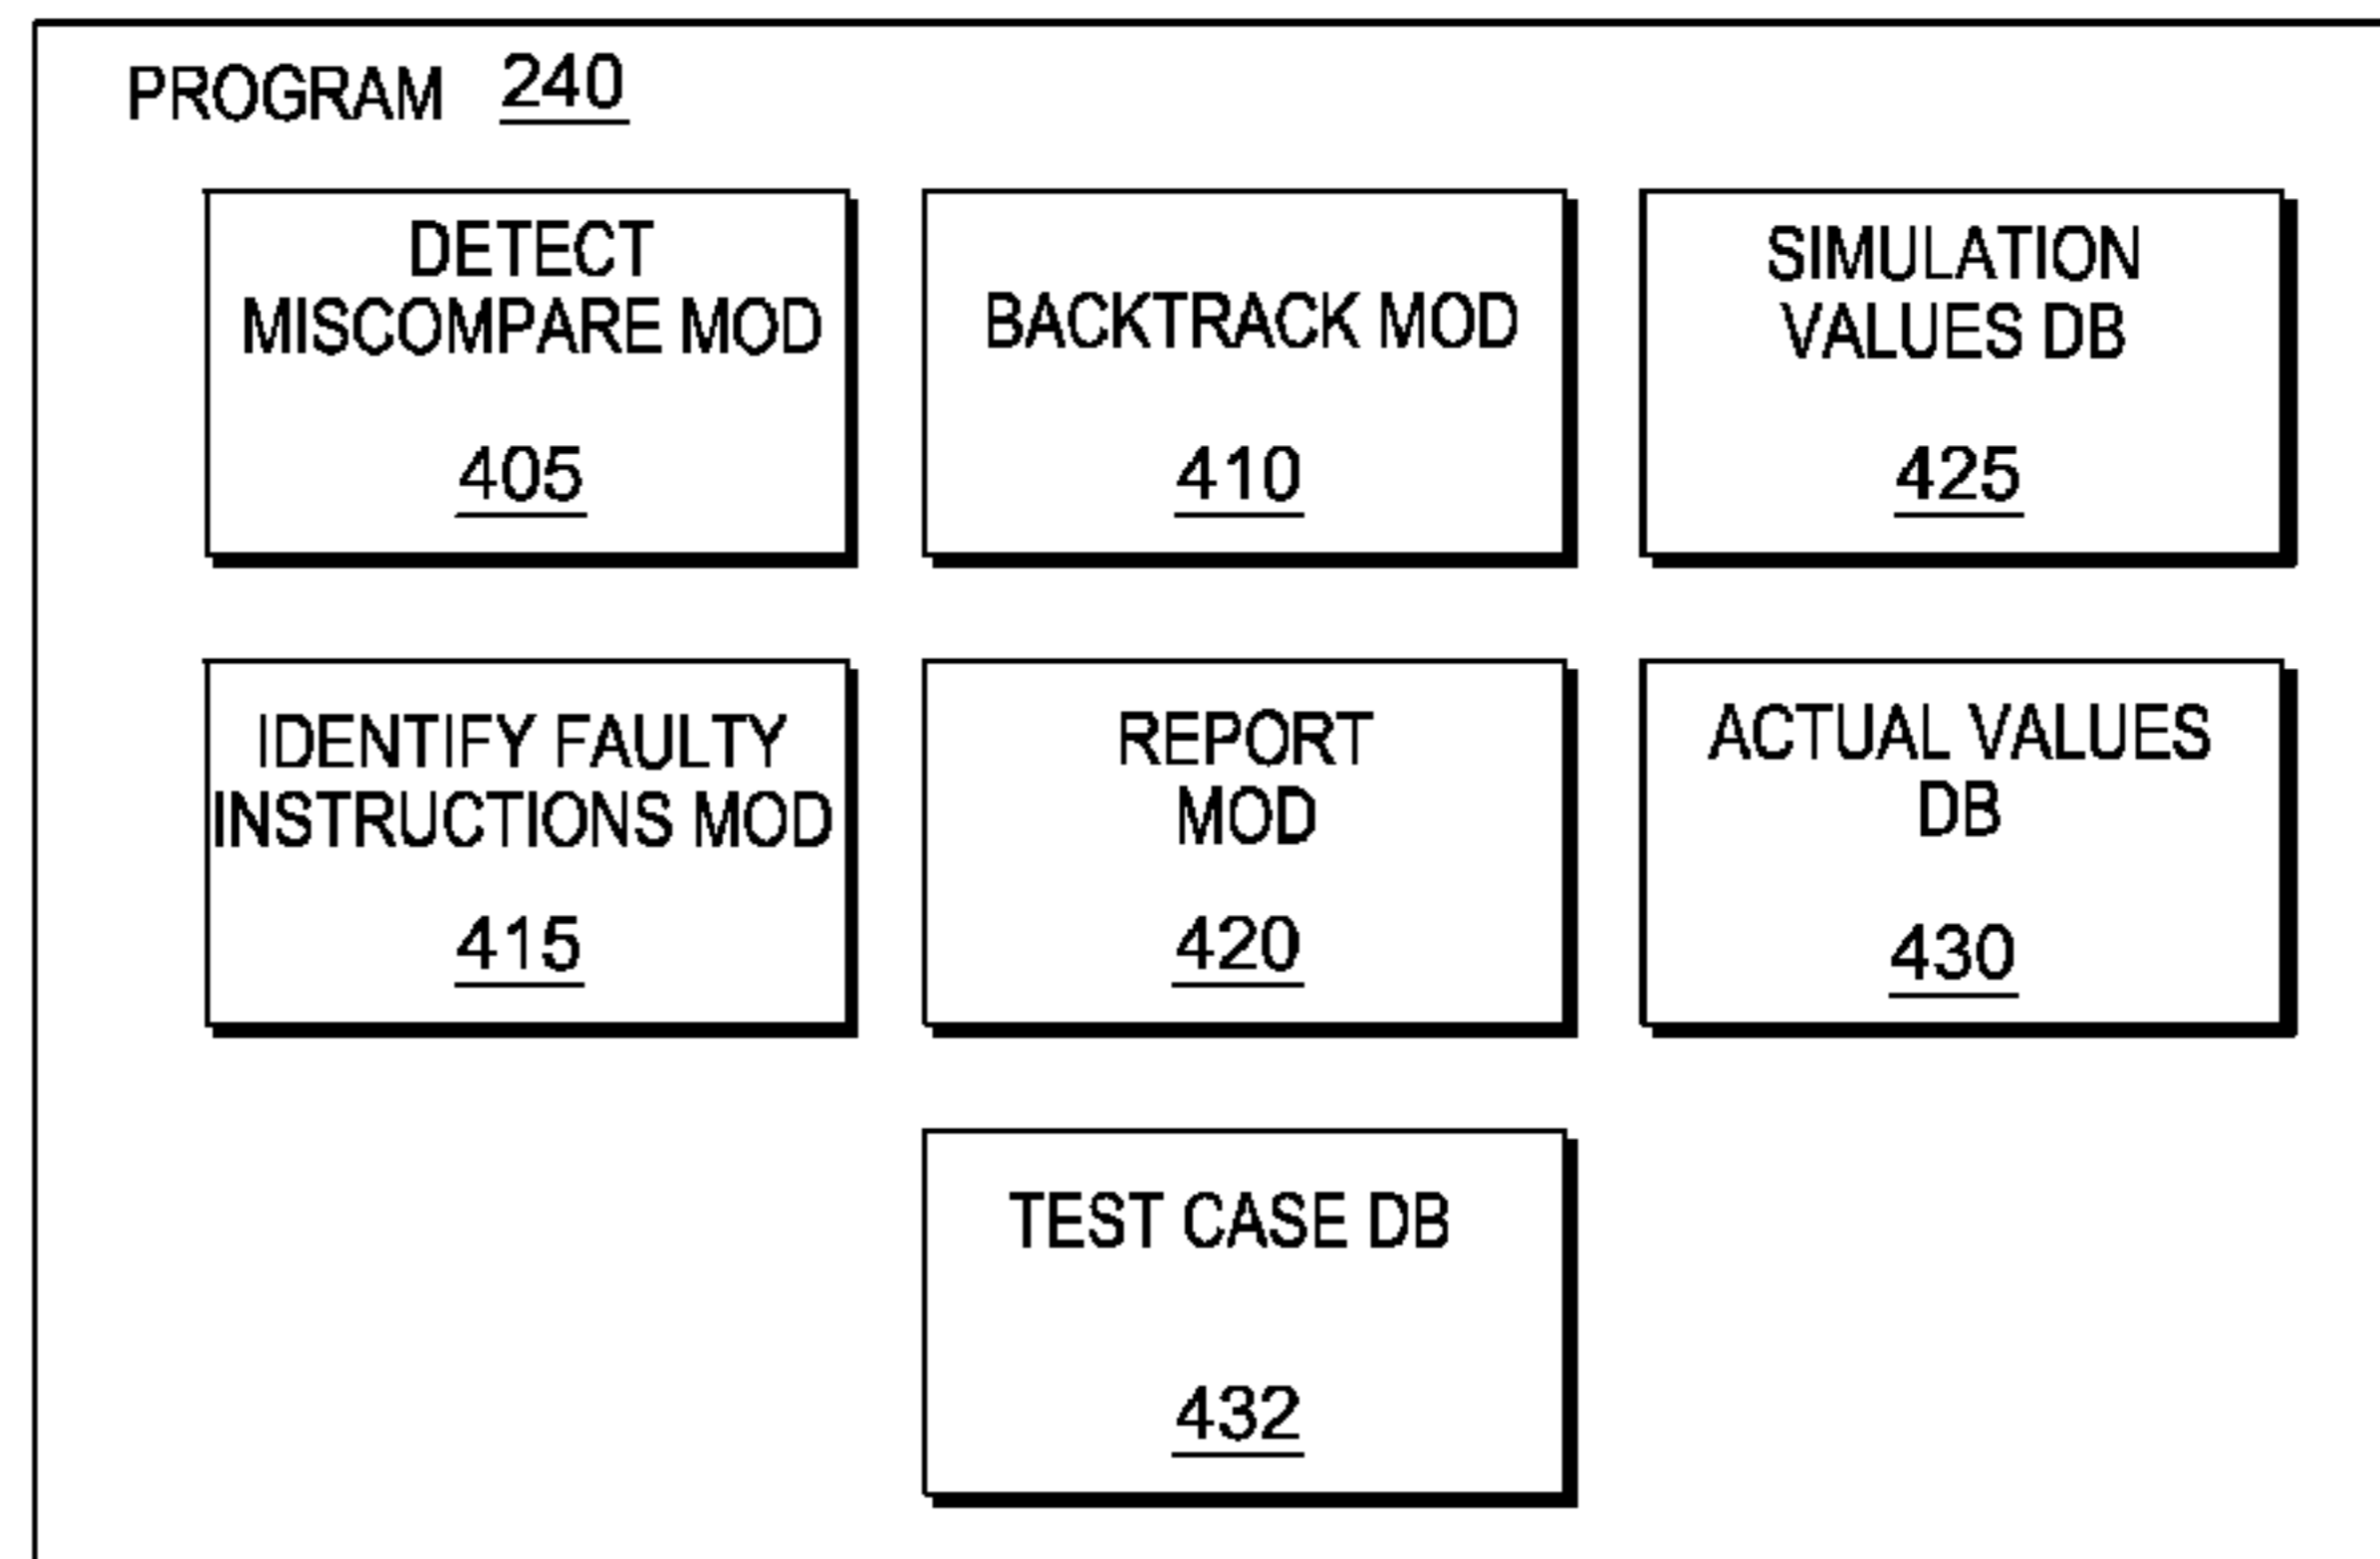 PROGRAM 240
DETECT
MISCOMPARE MOD
405
BACKTRACK MOD
410
SIMULATION
VALUES DB
425
IDENTIFY FAULTY
INSTRUCTIONS MOD
415
REPORT
MOD
420
ACTUAL VALUES
DB
430
TEST CASE DB
432